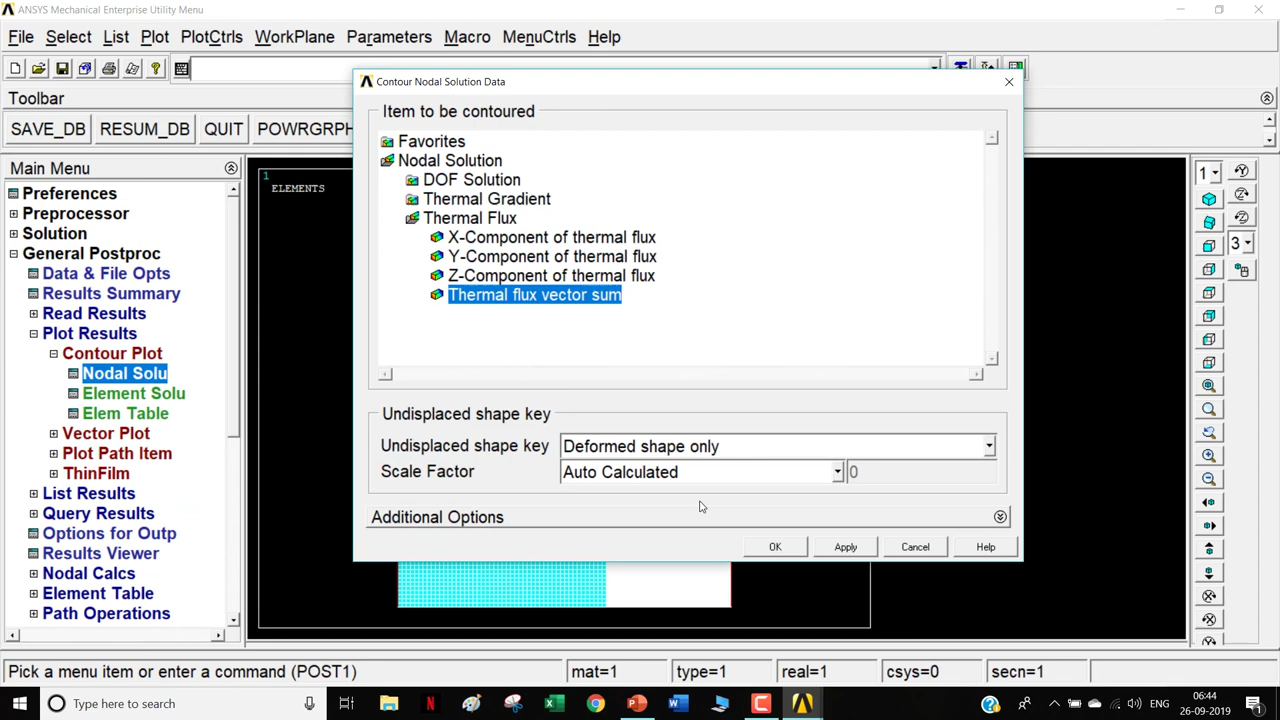 ANSYS Mechanical Enterprise Utility Menu
File Select List Plot PlotCtrls WorkPlane Parameters Macro MenuCtrls Help
Toolbar
SAVE_DB RESUM_DB QUIT POWRGRPH
Main Menu
Preferences
Preprocessor
Solution
General Postproc
Data & File Opts
Results Summary
Read Results
Plot Results
Contour Plot
Nodal Solu
Element Solu
Elem Table
Vector Plot
Plot Path Item
ThinFilm
List Results
Query Results
Options for Outp
Results Viewer
Nodal Calcs
Element Table
Path Operations
1
ELEMENTS
Contour Nodal Solution Data
Item to be contoured
Favorites
Nodal Solution
DOF Solution
Thermal Gradient
Thermal Flux
X-Component of thermal flux
Y-Component of thermal flux
Z-Component of thermal flux
Thermal flux vector sum
Undisplaced shape key
Undisplaced shape key Deformed shape only
Scale Factor Auto Calculated 0
Additional Options
OK Apply Cancel Help
1
3
Pick a menu item or enter a command (POST1) mat=1 type=1 real=1 csys=0 secn=1
Type here to search
ENG
06:44
26-09-2019